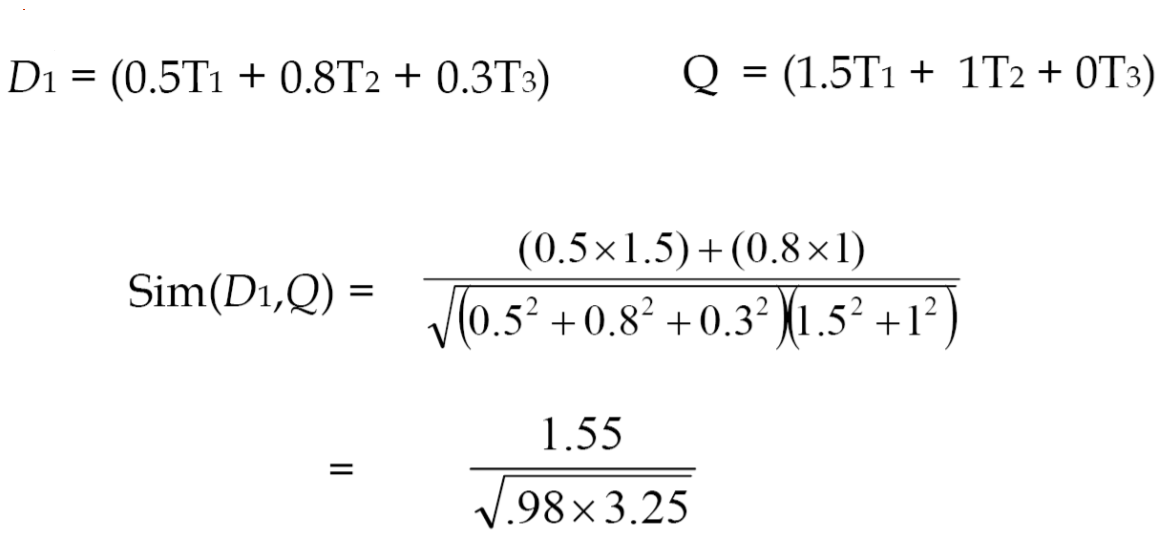 D₁ = (0.5T₁ + 0.8T₂ + 0.3T₃) Q = (1.5T₁ + 1T₂ + 0T₃)
(0.5×1.5)+(0.8×1)
Sim(D₁,Q) =
√(0.5² +0.8² +0.3²)(1.5² +1²)
1.55
=
√.98×3.25